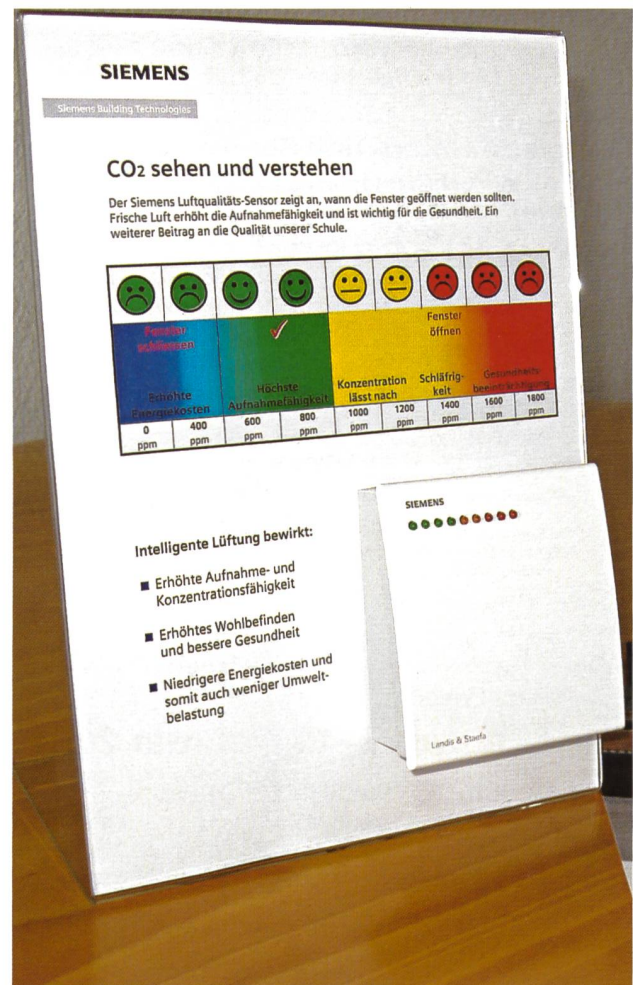 SIEMENS
Siemens Building Technologies
CO2 sehen und verstehen
Der Siemens Luftqualitäts-Sensor zeigt an, wann die Fenster geöffnet werden sollten.
Frische Luft erhöht die Aufnahmefähigkeit und ist wichtig für die Gesundheit. Ein
weiterer Beitrag an die Qualität unserer Schule.
Fenster
schliessen
Fenster
öffnen
Erhöhte
Energiekosten
Höchste
Aufnahmefähigkeit
Konzentration
lässt nach
Schläfrig-
keit
Gesundheits-
beeinträchtigung
0 400 600 800 1000 1200 1400 1600 1800
ppm ppm ppm ppm ppm ppm ppm ppm ppm
Intelligente Lüftung bewirkt:
Erhöhte Aufnahme- und
Konzentrationsfähigkeit
Erhöhtes Wohlbefinden
und bessere Gesundheit
Niedrigere Energiekosten und
somit auch weniger Umwelt-
belastung
SIEMENS
Landis & Staefa